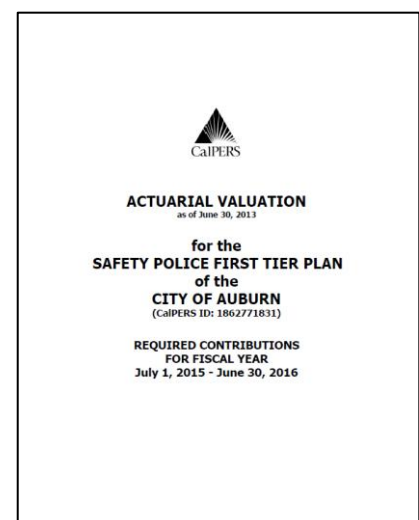 CalPERS
ACTUARIAL VALUATION
as of June 30, 2013
for the
SAFETY POLICE FIRST TIER PLAN
of the
CITY OF AUBURN
(CalPERS ID: 1862771831)
REQUIRED CONTRIBUTIONS
FOR FISCAL YEAR
July 1, 2015 - June 30, 2016